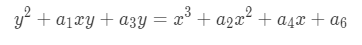 y² + a₁xy + a₃y = x³ + a₂x² + a₄x + a₆